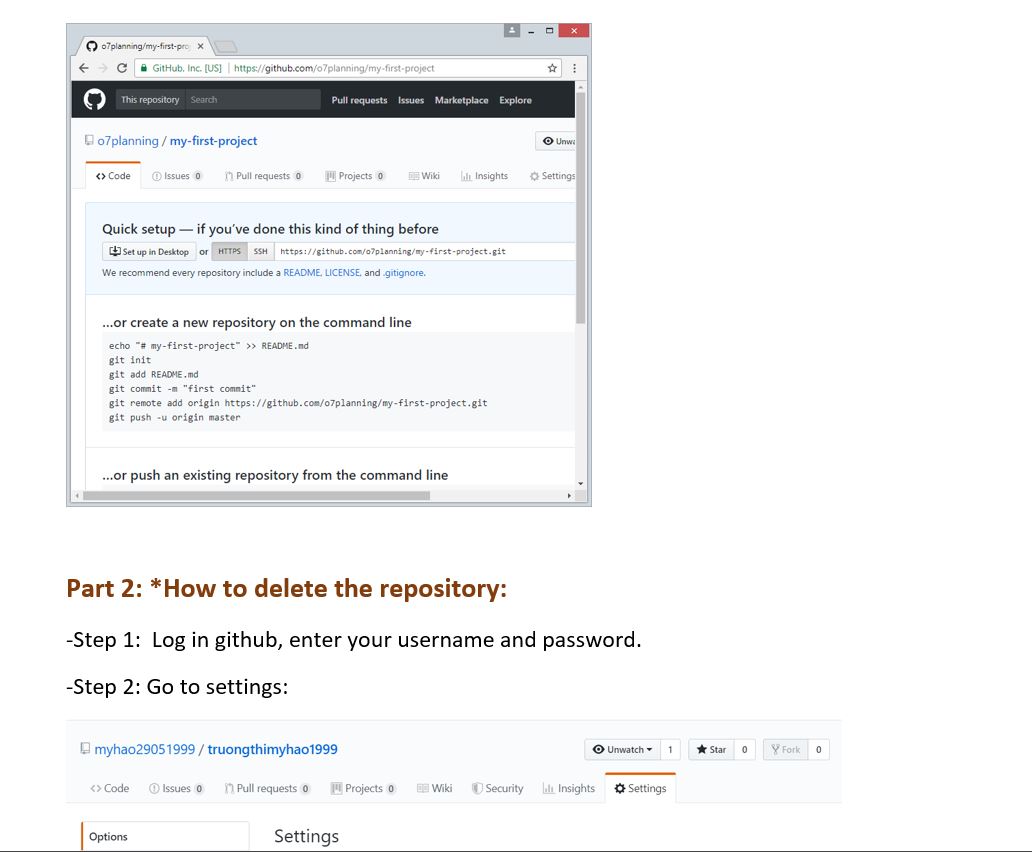 o7planning/my-first-pro
GitHub, Inc. [US] https://github.com/o7planning/my-first-project
This repository Search Pull requests Issues Marketplace Explore
o7planning / my-first-project Unwa
Code Issues 0 Pull requests 0 Projects 0 Wiki Insights Settings
Quick setup — if you've done this kind of thing before
Set up in Desktop or HTTPS SSH https://github.com/o7planning/my-first-project.git
We recommend every repository include a README, LICENSE, and .gitignore.
...or create a new repository on the command line
echo "# my-first-project" >> README.md
git init
git add README.md
git commit -m "first commit"
git remote add origin https://github.com/o7planning/my-first-project.git
git push -u origin master
...or push an existing repository from the command line
Part 2: *How to delete the repository:
-Step 1:  Log in github, enter your username and password.
-Step 2: Go to settings:
myhao29051999 / truongthimyhao1999 Unwatch 1 Star 0 Fork 0
Code Issues 0 Pull requests 0 Projects 0 Wiki Security Insights Settings
Options Settings